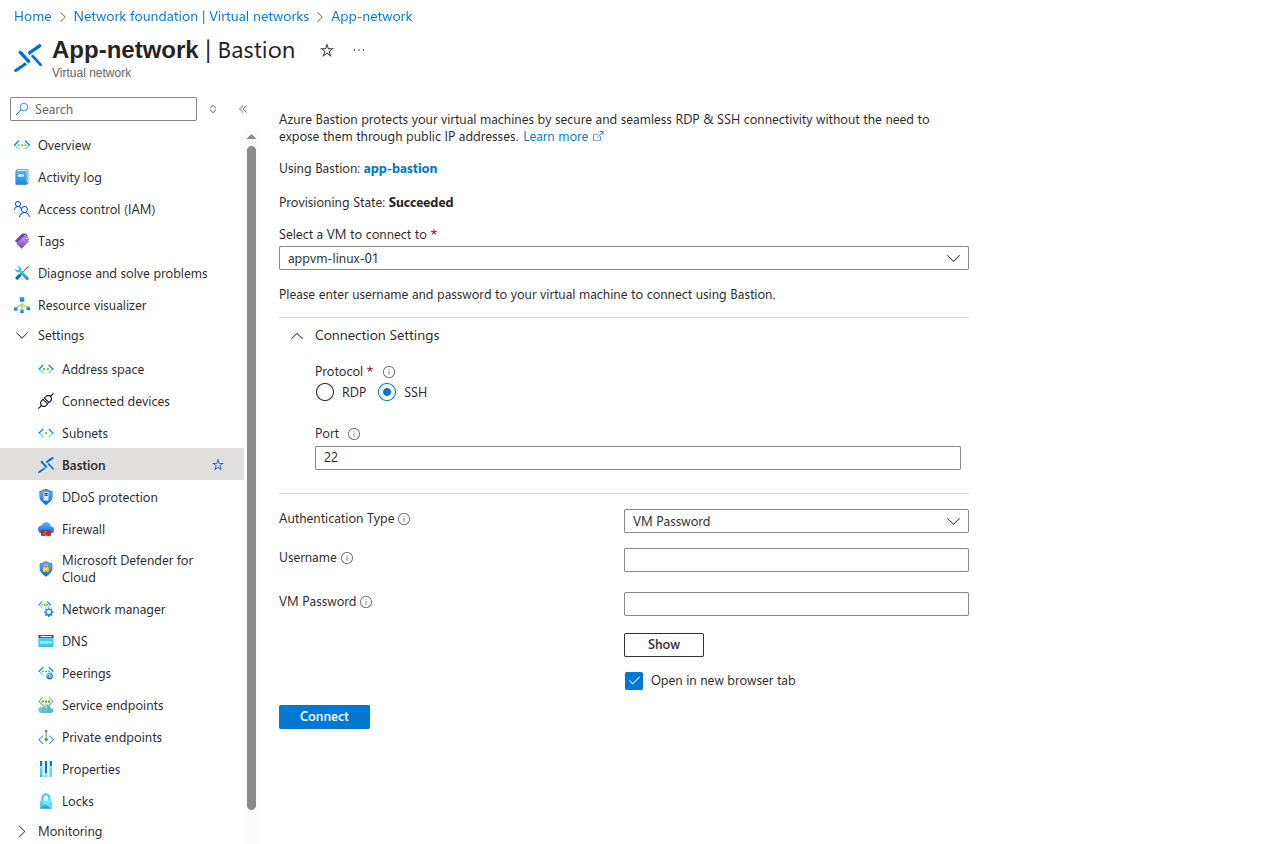 Home > Network foundation | Virtual networks > App-network
App-network | Bastion
Virtual network
Search
Overview
Activity log
Access control (IAM)
Tags
Diagnose and solve problems
Resource visualizer
Settings
Address space
Connected devices
Subnets
Bastion
DDoS protection
Firewall
Microsoft Defender for
Cloud
Network manager
DNS
Peerings
Service endpoints
Private endpoints
Properties
Locks
Monitoring
Azure Bastion protects your virtual machines by secure and seamless RDP & SSH connectivity without the need to
expose them through public IP addresses. Learn more
Using Bastion: app-bastion
Provisioning State: Succeeded
Select a VM to connect to *
appvm-linux-01
Please enter username and password to your virtual machine to connect using Bastion.
Connection Settings
Protocol *
RDP SSH
Port
22
Authentication Type
VM Password
Username
VM Password
Show
Open in new browser tab
Connect